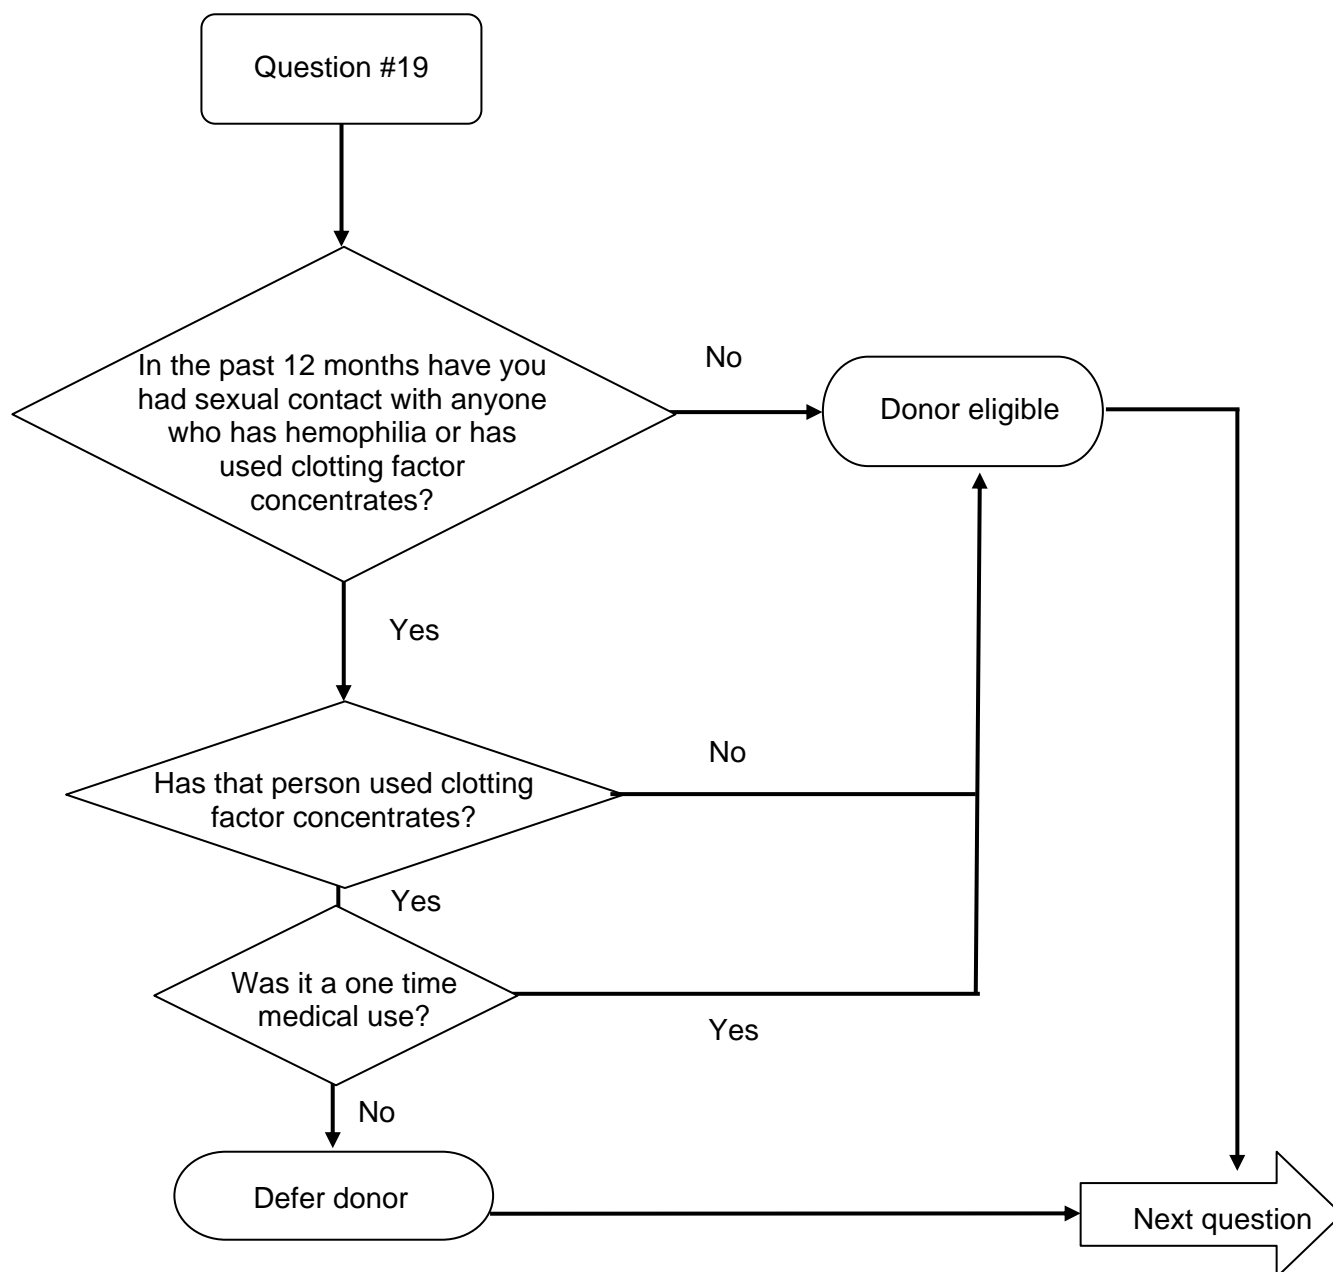 Question #19
In the past 12 months have you
had sexual contact with anyone
who has hemophilia or has
used clotting factor
concentrates?
No
Donor eligible
Yes
Has that person used clotting
factor concentrates?
No
Yes
Was it a one time
medical use?
Yes
No
Defer donor
Next question